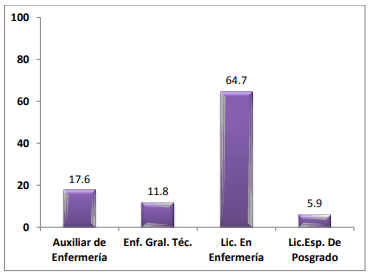 100
80
60
40
20
0
17.6
11.8
64.7
5.9
Auxiliar de
Enfermería
Enf. Gral. Téc.
Lic. En
Enfermería
Lic.Esp. De
Posgrado